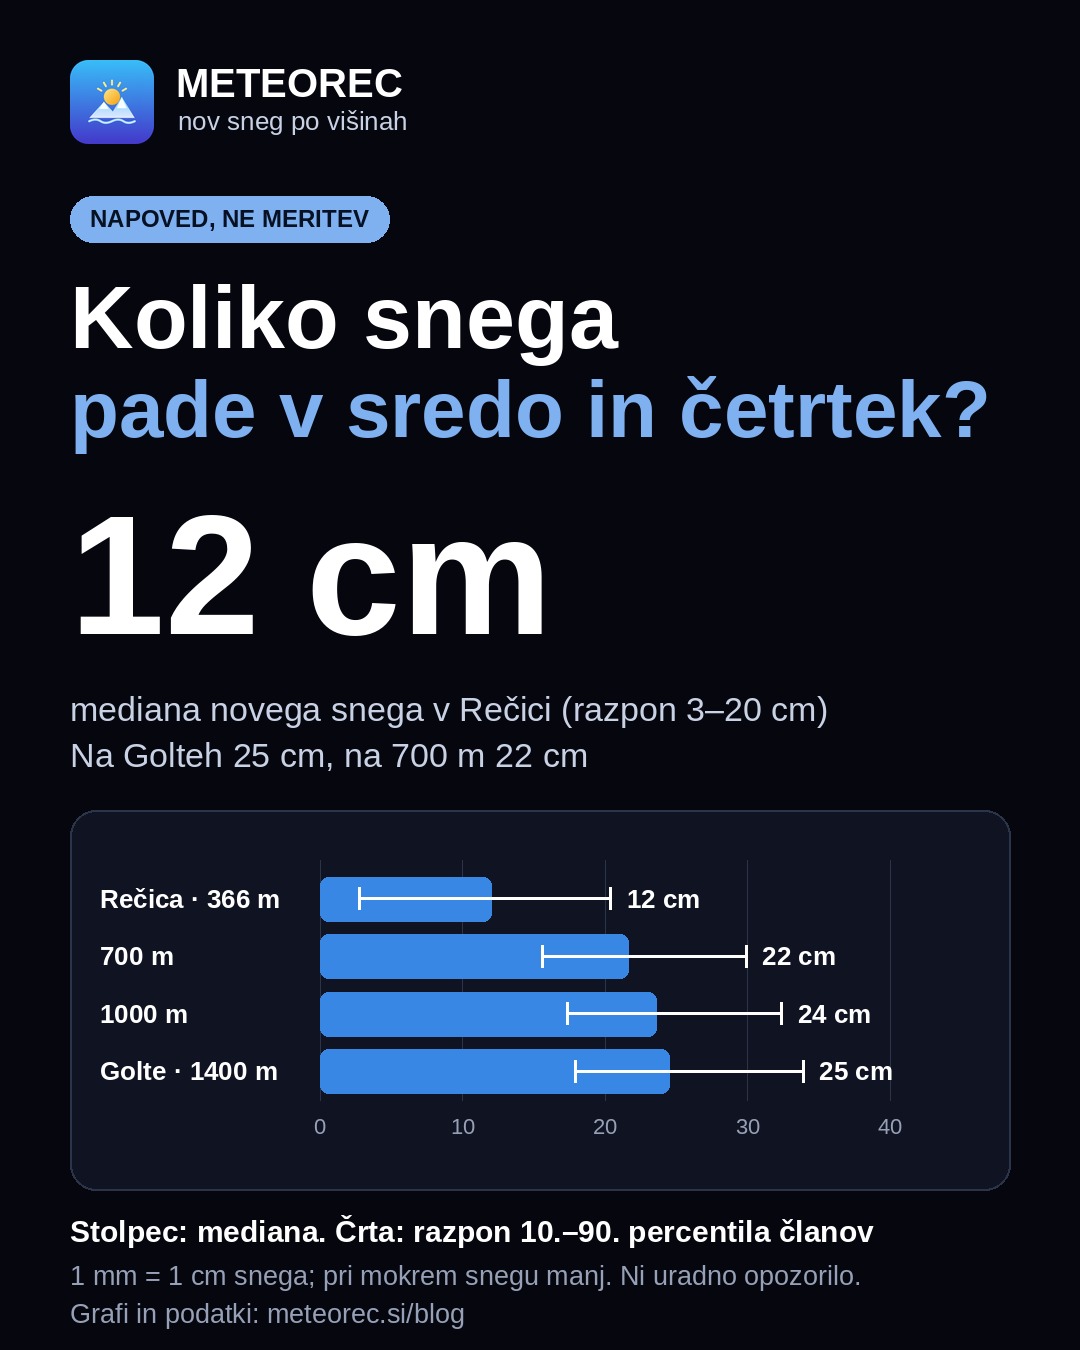 METEOREC
nov sneg po višinah
NAPOVED, NE MERITEV
Koliko snega
pade v sredo in četrtek?
12 cm
mediana novega snega v Rečici (razpon 3–20 cm)
Na Golteh 25 cm, na 700 m 22 cm
Rečica · 366 m 12 cm
700 m 22 cm
1000 m 24 cm
Golte · 1400 m 25 cm
0 10 20 30 40
Stolpec: mediana. Črta: razpon 10.–90. percentila članov
1 mm = 1 cm snega; pri mokrem snegu manj. Ni uradno opozorilo.
Grafi in podatki: meteorec.si/blog